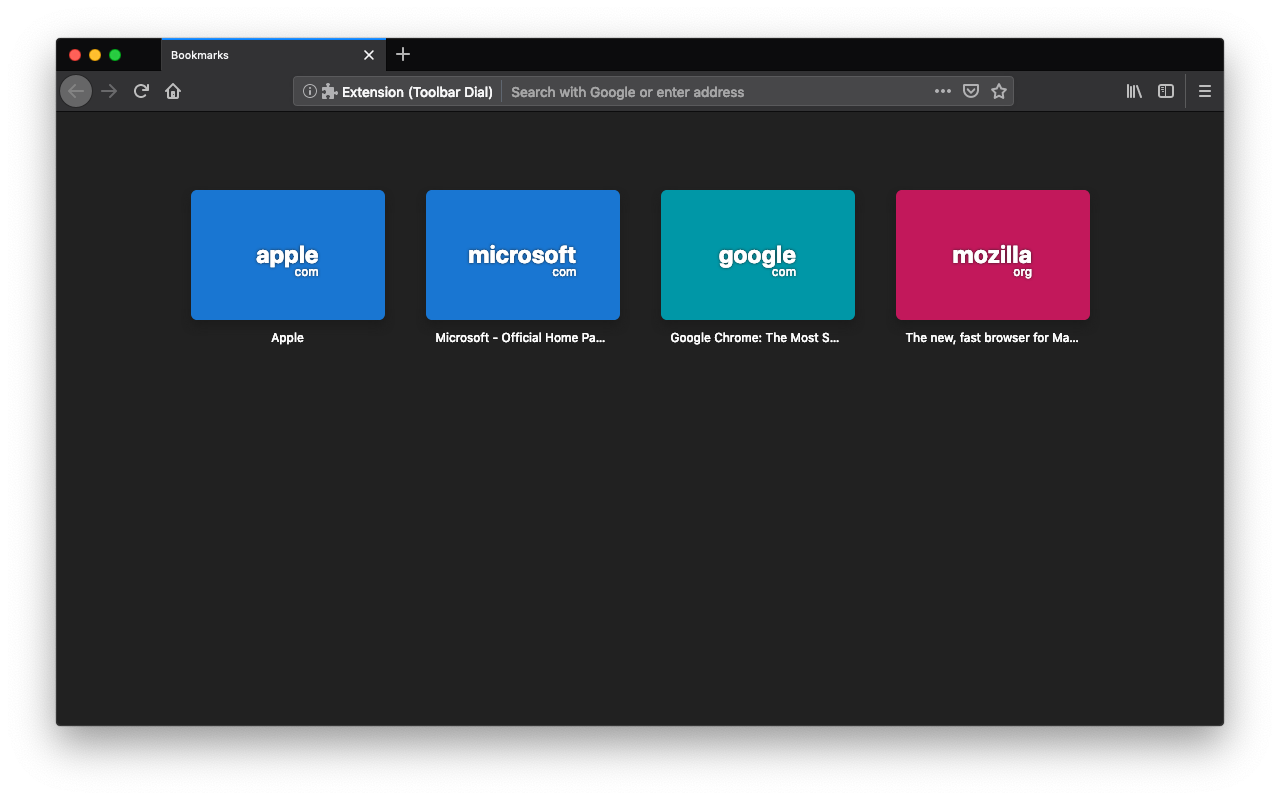 Bookmarks
Extension (Toolbar Dial) Search with Google or enter address
apple
com
microsoft
com
google
com
mozilla
org
Apple
Microsoft - Official Home Pa...
Google Chrome: The Most S...
The new, fast browser for Ma...